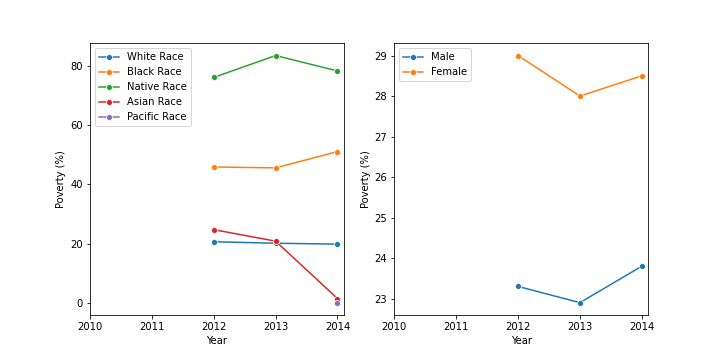 White Race
Black Race
Native Race
Asian Race
Pacific Race
80
60
40
20
0
Poverty (%)
2010 2011 2012 2013 2014
Year
Male
Female
29
28
27
26
25
24
23
Poverty (%)
2010 2011 2012 2013 2014
Year